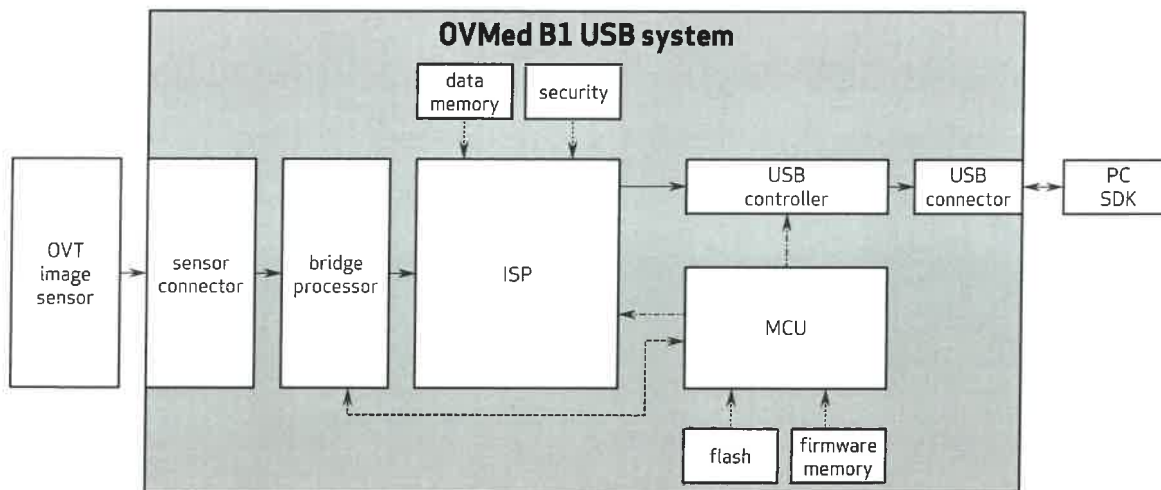 OVMed B1 USB system
data
memory
security
OVT
image
sensor
sensor
connector
bridge
processor
ISP
USB
controller
USB
connector
PC
SDK
MCU
flash
firmware
memory